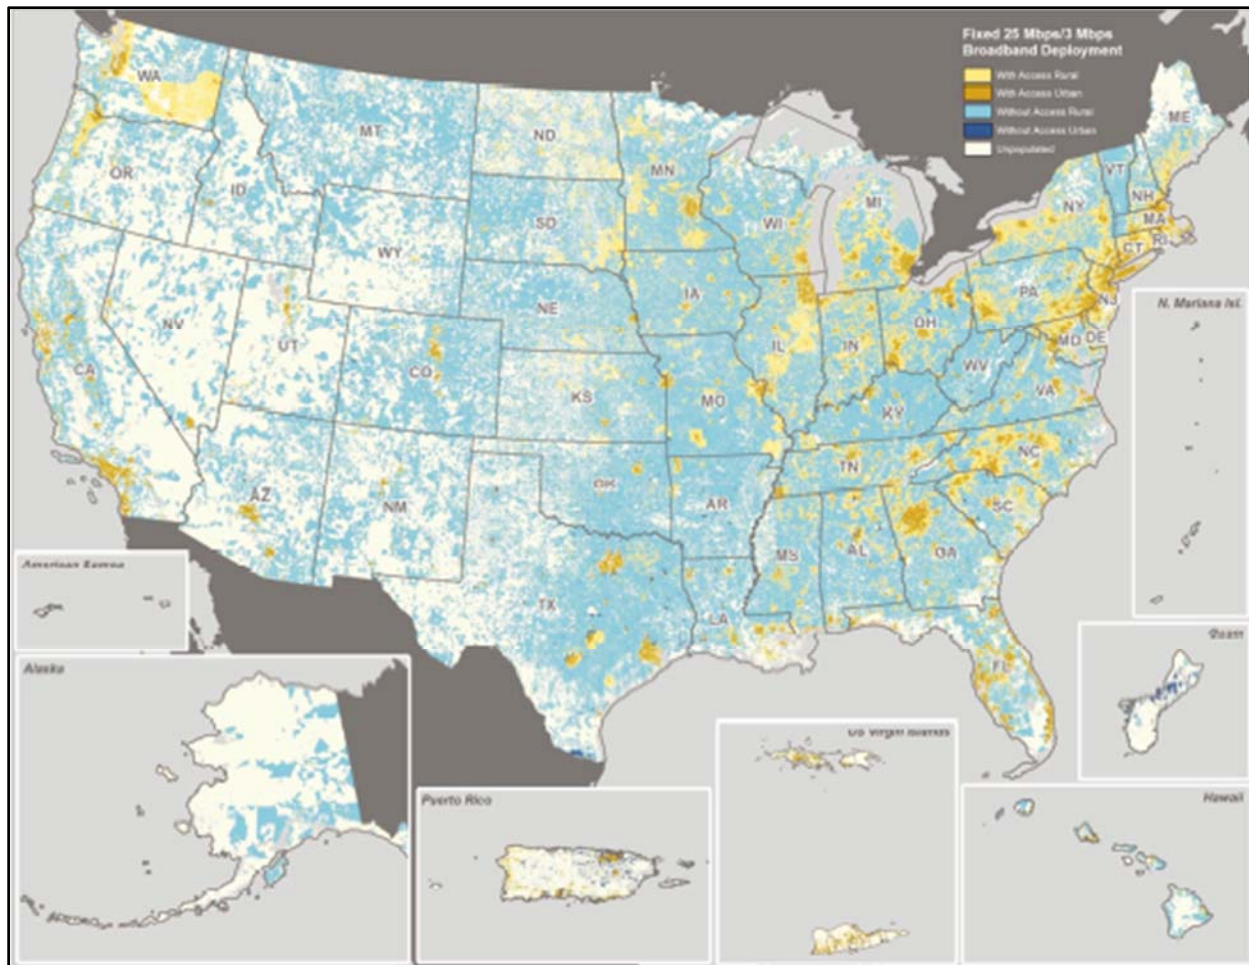 Fixed 25 Mbps/3 Mbps
Broadband Deployment
With Access Rural
With Access Urban
Without Access Rural
Without Access Urban
Unpopulated
WA
MT
ND
MN
ME
OR
ID
SD
WI
MI
VT
NH
NY
MA
CT
RI
WY
IA
NE
PA
NJ
NV
UT
CO
IL
IN
OH
MD
DE
CA
KS
MO
WV
VA
KY
AZ
NM
OK
AR
TN
NC
SC
MS
AL
GA
TX
LA
FL
N. Mariana Isl.
American Samoa
Guam
Alaska
US Virgin Islands
Puerto Rico
Hawaii